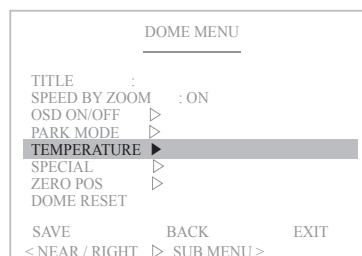 DOME MENU
TITLE :
SPEED BY ZOOM : ON
OSD ON/OFF ▷
PARK MODE ▷
TEMPERATURE ▶
SPECIAL ▷
ZERO POS ▷
DOME RESET
SAVE BACK EXIT
< NEAR / RIGHT ▷ SUB MENU >